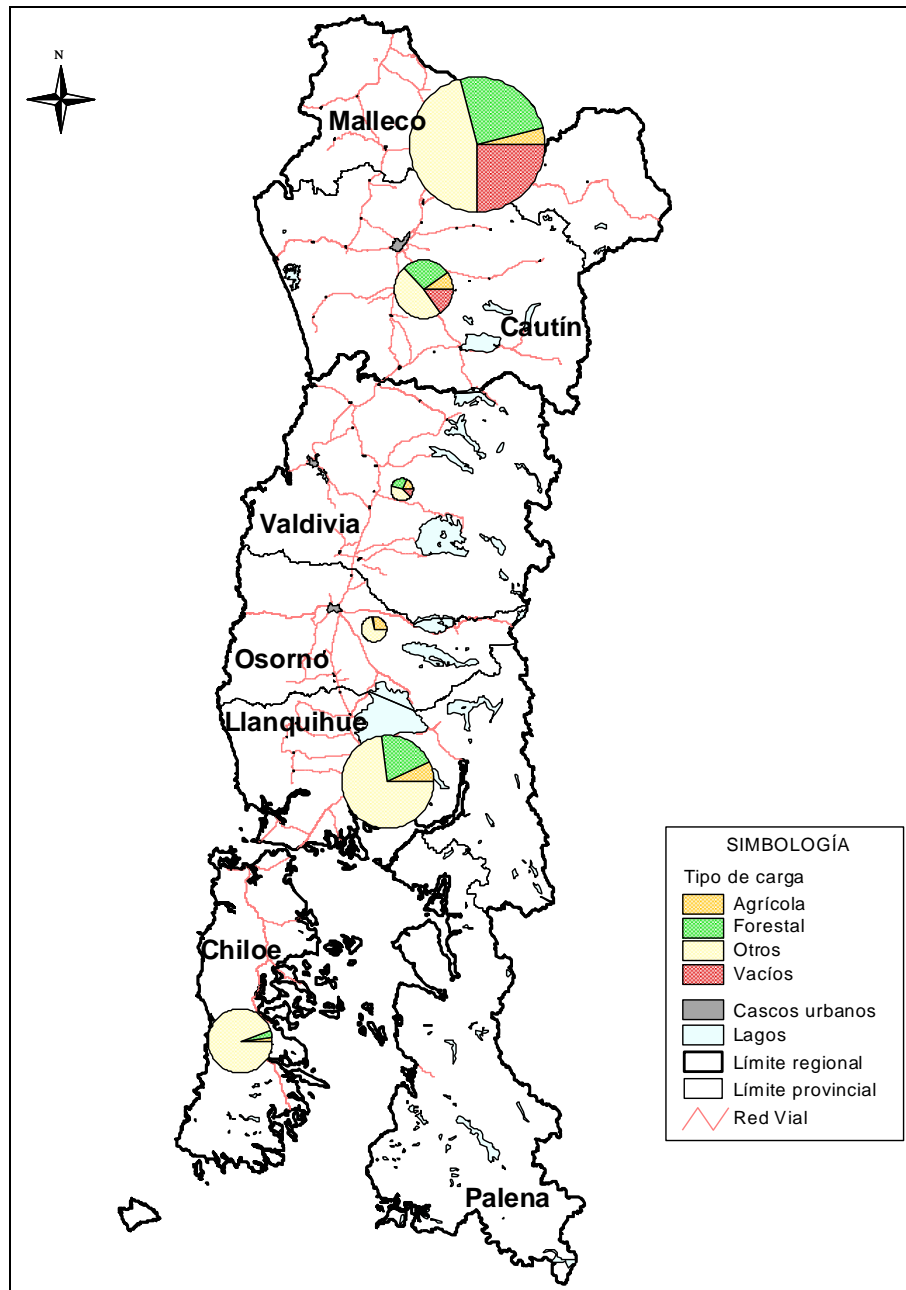 N
Malleco
Cautín
Valdivia
Osorno
Llanquihue
Chiloe
Palena
SIMBOLOGÍA
Tipo de carga
Agrícola
Forestal
Otros
Vacíos
Cascos urbanos
Lagos
Límite regional
Límite provincial
Red Vial